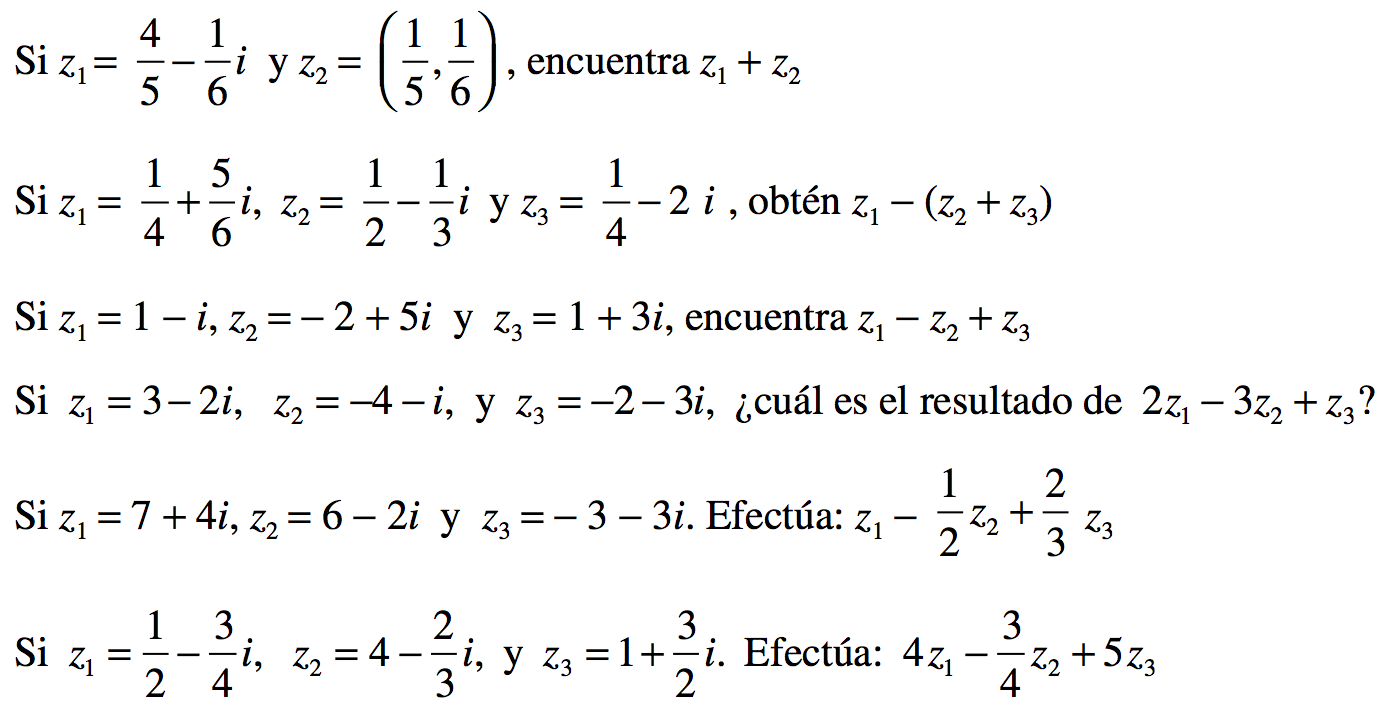 Si z₁ = 4/5 − 1/6 i y z₂ = (1/5, 1/6), encuentra z₁ + z₂
Si z₁ = 1/4 + 5/6 i, z₂ = 1/2 − 1/3 i y z₃ = 1/4 − 2 i , obtén z₁ − (z₂ + z₃)
Si z₁ = 1 − i, z₂ = − 2 + 5i y z₃ = 1 + 3i, encuentra z₁ − z₂ + z₃
Si z₁ = 3 − 2i, z₂ = −4 − i, y z₃ = −2 − 3i, ¿cuál es el resultado de 2z₁ − 3z₂ + z₃?
Si z₁ = 7 + 4i, z₂ = 6 − 2i y z₃ = − 3 − 3i. Efectúa: z₁ − 1/2 z₂ + 2/3 z₃
Si z₁ = 1/2 − 3/4 i, z₂ = 4 − 2/3 i, y z₃ = 1 + 3/2 i. Efectúa: 4z₁ − 3/4 z₂ + 5z₃